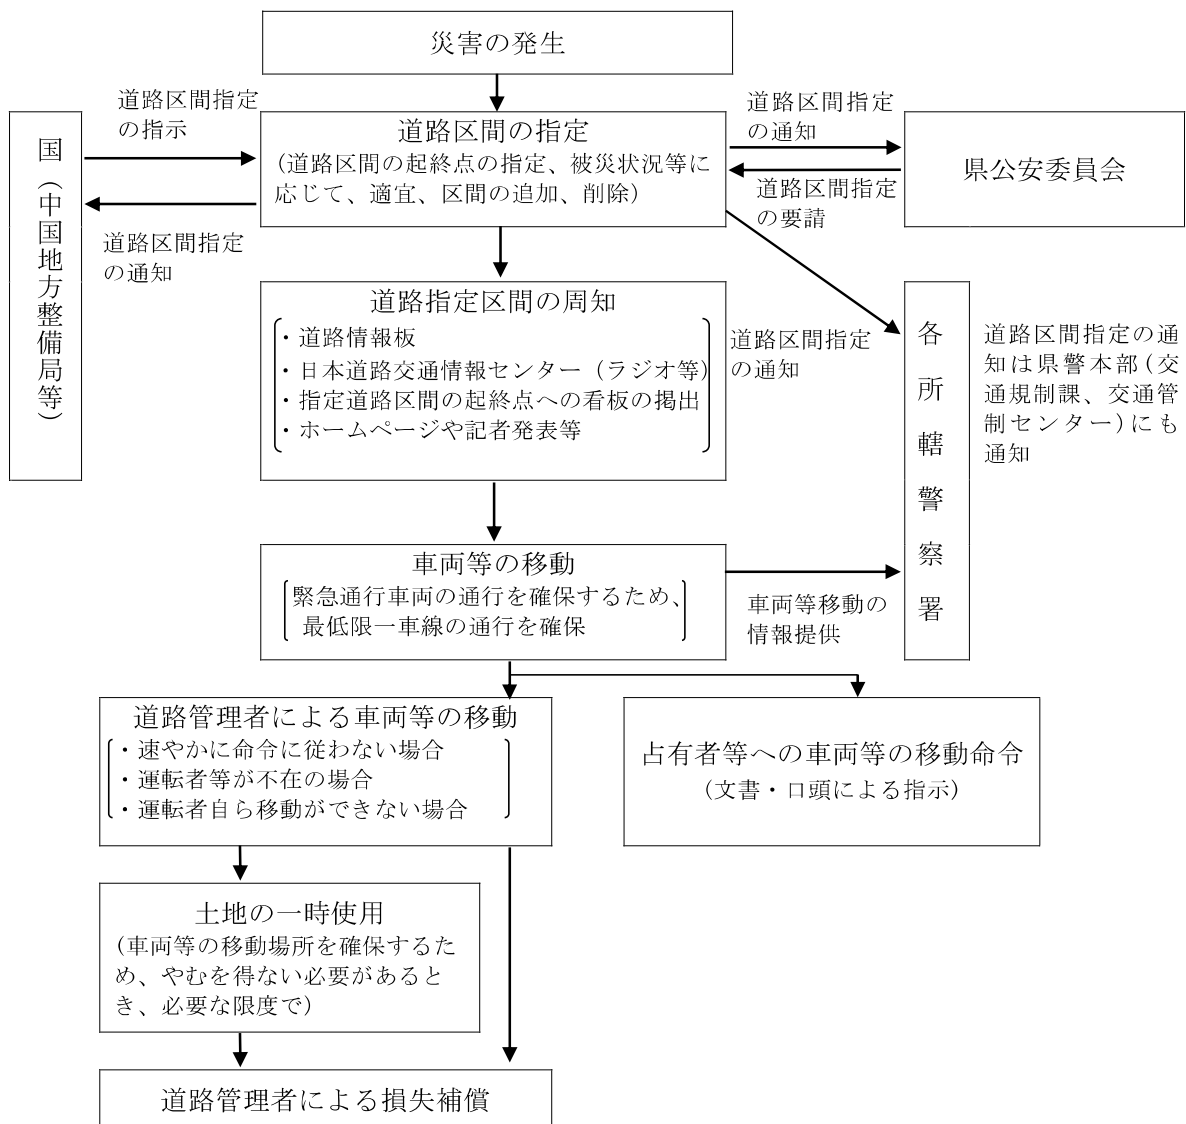 災害の発生
道路区間指定
の指示
道路区間の指定
(道路区間の起終点の指定、被災状況等に
応じて、適宜、区間の追加、削除)
道路区間指定
の通知
県公安委員会
道路区間指定
の要請
国(中国地方整備局等)
道路区間指定
の通知
道路指定区間の周知
・道路情報板
・日本道路交通情報センター(ラジオ等)
・指定道路区間の起終点への看板の掲出
・ホームページや記者発表等
道路区間指定
の通知
各所轄警察署
道路区間指定の通
知は県警本部(交
通規制課、交通管
制センター)にも
通知
車両等の移動
緊急通行車両の通行を確保するため、
最低限一車線の通行を確保
車両等移動の
情報提供
道路管理者による車両等の移動
・速やかに命令に従わない場合
・運転者等が不在の場合
・運転者自ら移動ができない場合
占有者等への車両等の移動命令
(文書・口頭による指示)
土地の一時使用
(車両等の移動場所を確保するた
め、やむを得ない必要があると
き、必要な限度で)
道路管理者による損失補償